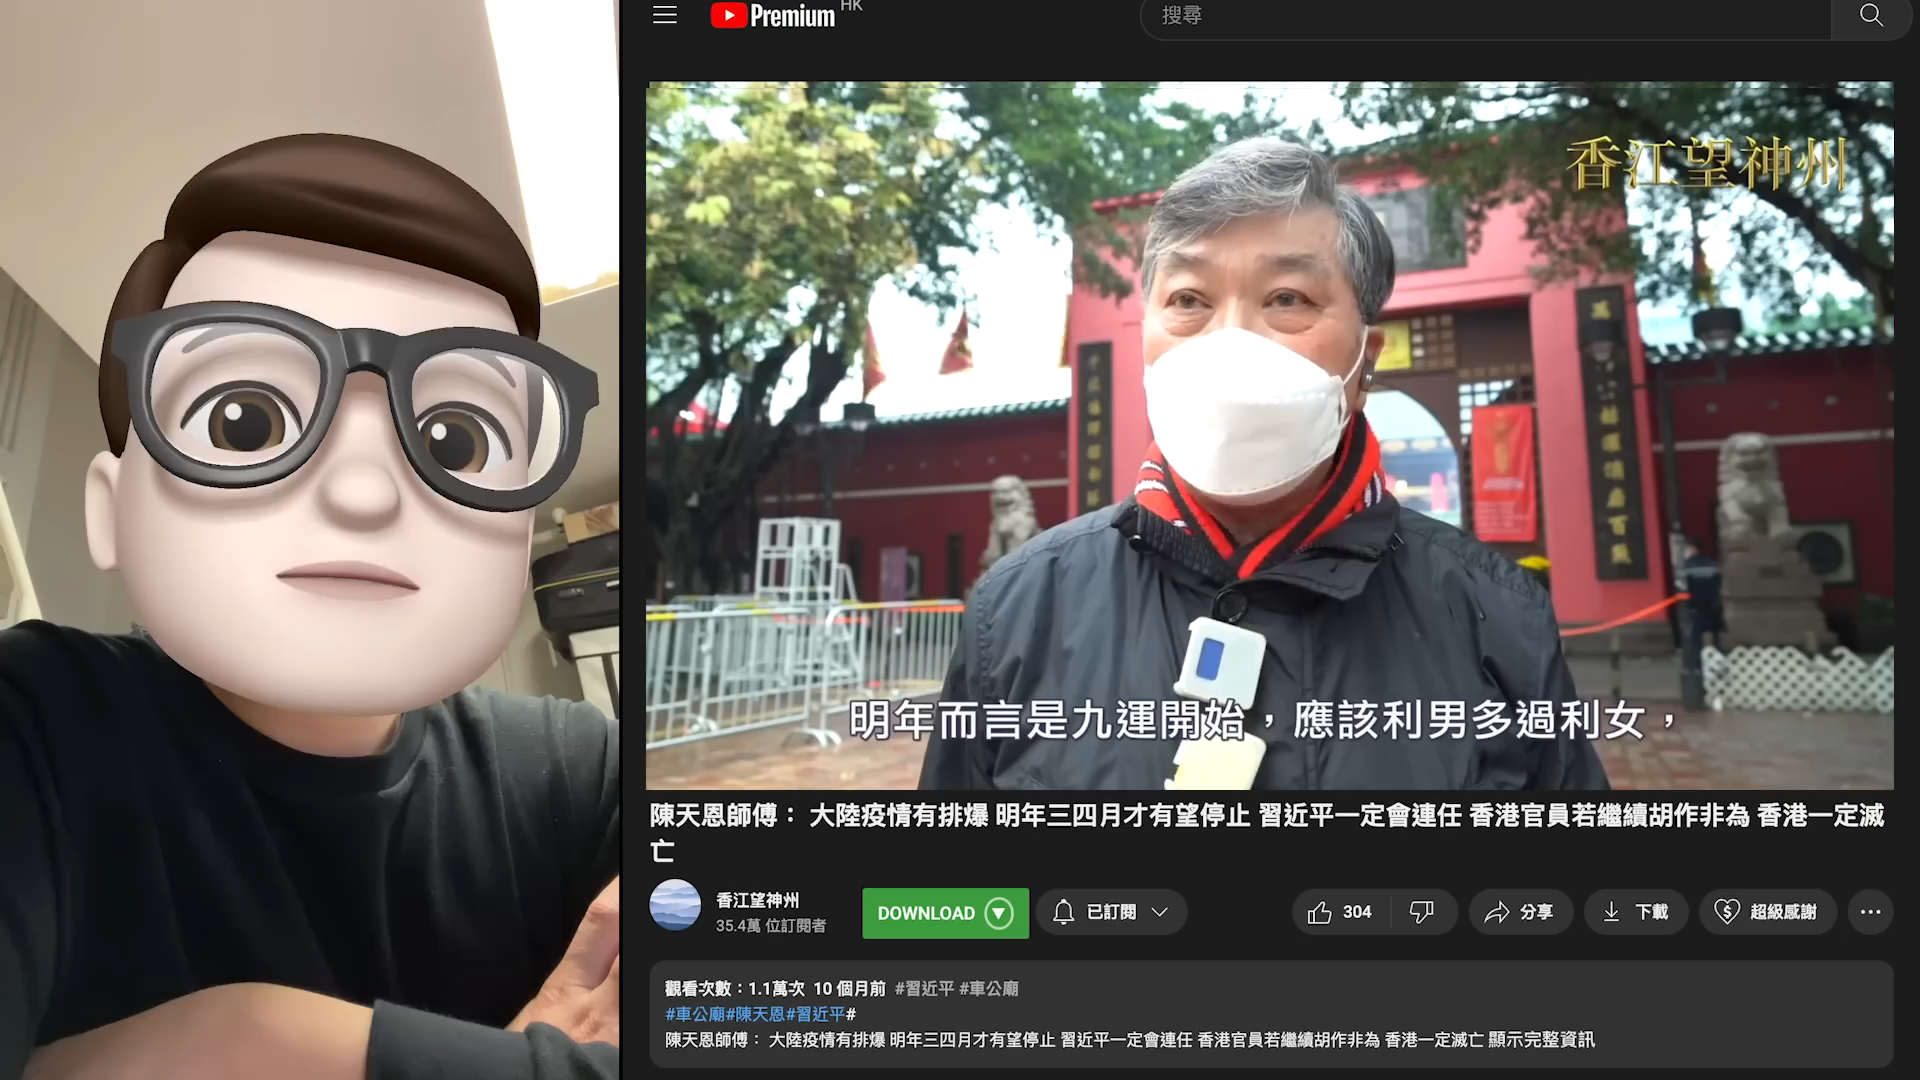 Premium HK
搜尋
香江望神州
明年而言是九運開始，應該利男多過利女，
陳天恩師傅： 大陸疫情有排爆 明年三四月才有望停止 習近平一定會連任 香港官員若繼續胡作非為 香港一定滅
亡
香江望神州
35.4萬 位訂閱者
DOWNLOAD
已訂閱
304
分享
下載
超級感謝
觀看次數：1.1萬次 10 個月前 #習近平 #車公廟
#車公廟#陳天恩#習近平#
陳天恩師傅： 大陸疫情有排爆 明年三四月才有望停止 習近平一定會連任 香港官員若繼續胡作非為 香港一定滅亡 顯示完整資訊